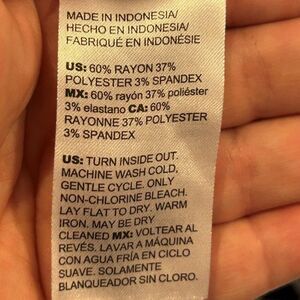 MADE IN INDONESIA/
HECHO EN INDONESIA/
FABRIQUÉ EN INDONÉSIE
US: 60% RAYON 37%
POLYESTER 3% SPANDEX
MX: 60% rayón 37% poliéster
3% elastano CA: 60%
RAYONNE 37% POLYESTER
3% SPANDEX
US: TURN INSIDE OUT.
MACHINE WASH COLD,
GENTLE CYCLE. ONLY
NON-CHLORINE BLEACH.
LAY FLAT TO DRY. WARM
IRON. MAY BE DRY
CLEANED MX: VOLTEAR AL
REVÉS. LAVAR A MÁQUINA
CON AGUA FRÍA EN CICLO
SUAVE. SOLAMENTE
BLANQUEADOR SIN CLORO.